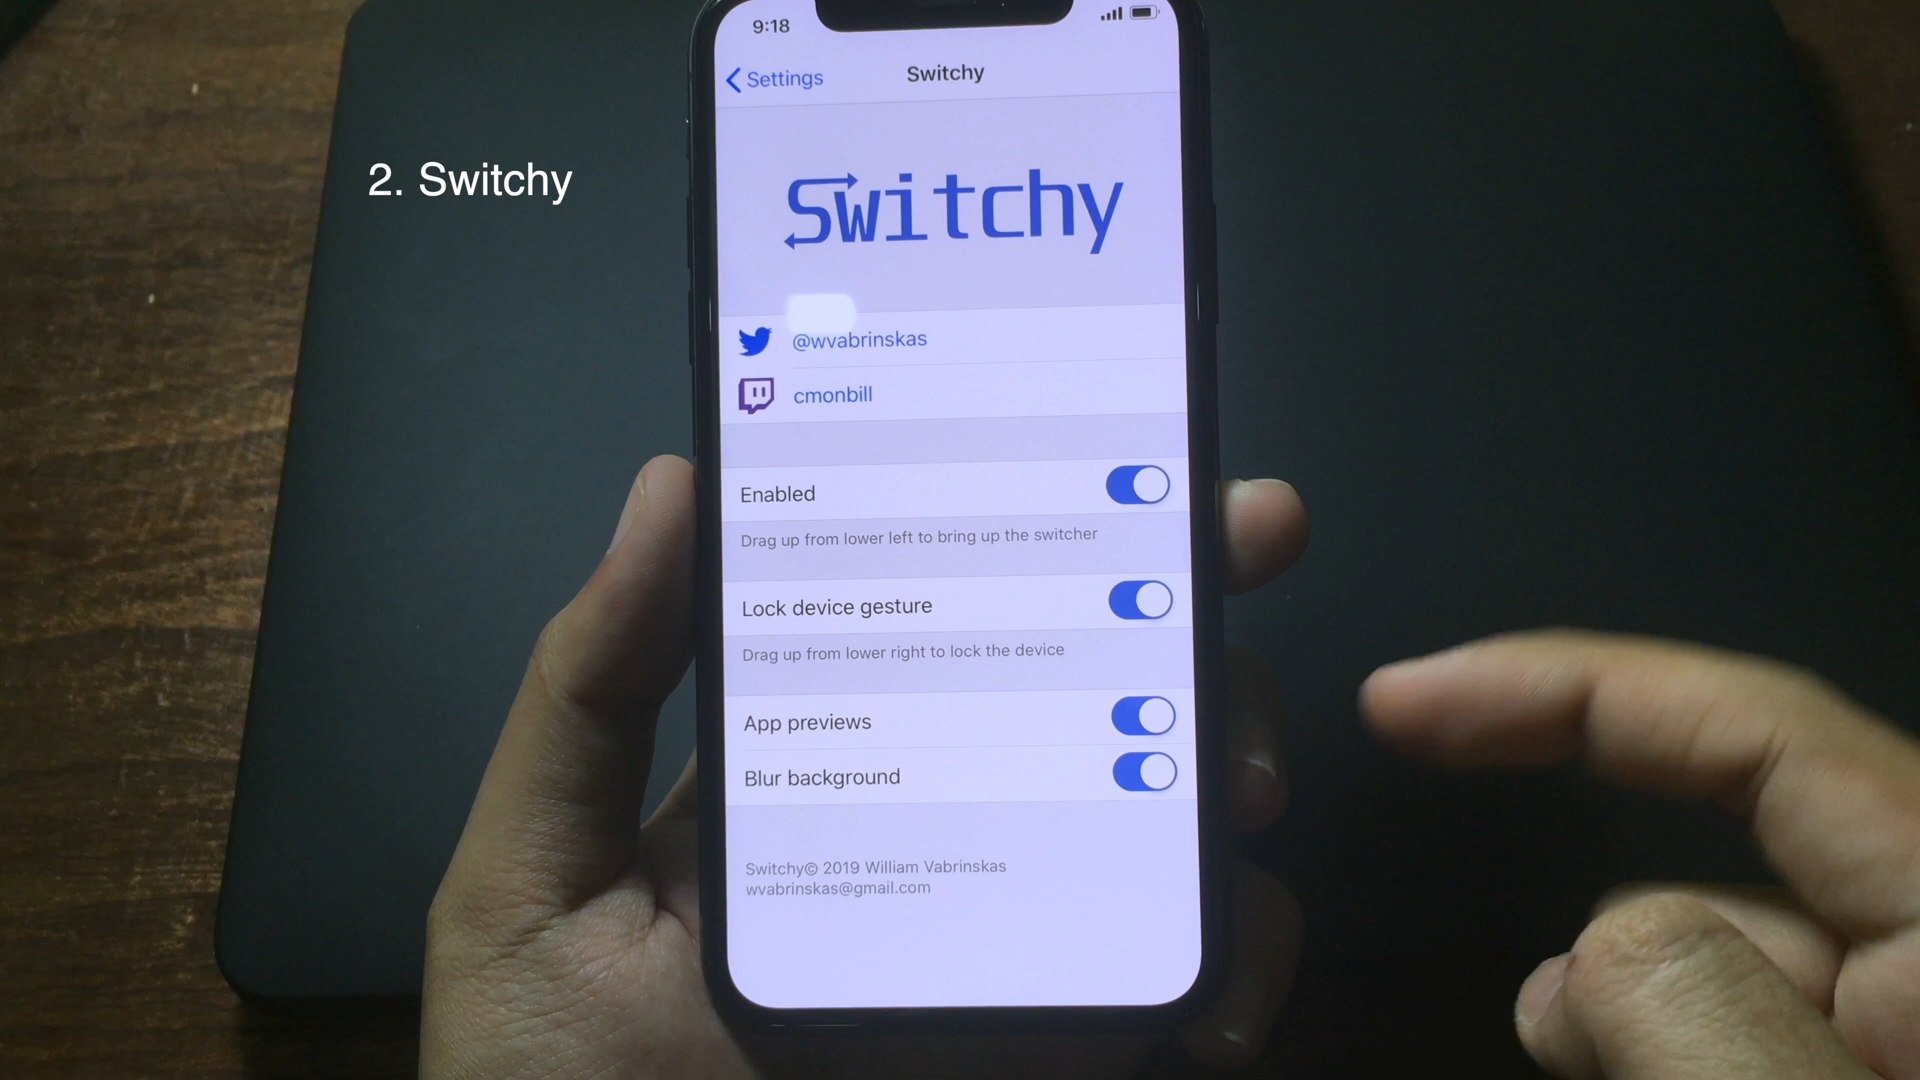 9:18
Settings
Switchy
2. Switchy
Switchy
@wvabrinskas
cmonbill
Enabled
Drag up from lower left to bring up the switcher
Lock device gesture
Drag up from lower right to lock the device
App previews
Blur background
Switchy© 2019 William Vabrinskas
wvabrinskas@gmail.com